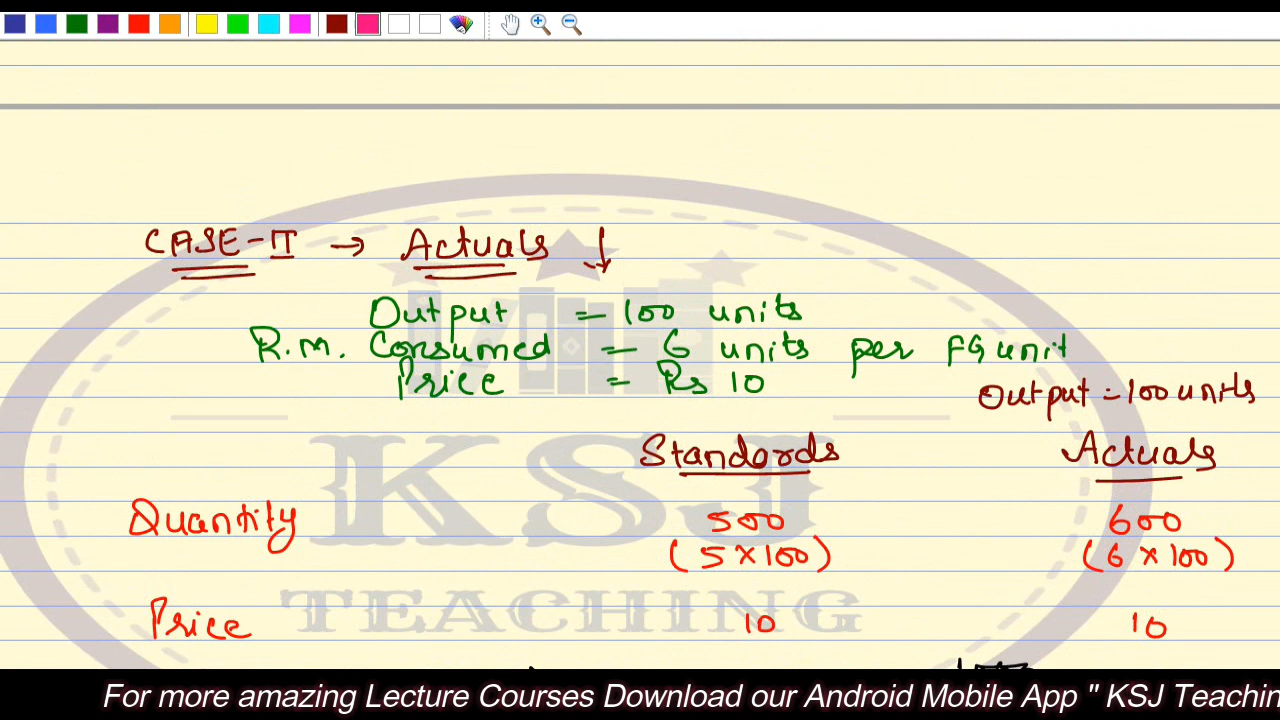 CASE-II → Actuals ↓
Output = 100 units
R.M. Consumed = 6 units per FG unit
Price = Rs 10
Output = 100 units
Standards Actuals
Quantity 500 600
(5×100) (6×100)
Price 10 10
KSJ
TEACHING
For more amazing Lecture Courses Download our Android Mobile App " KSJ Teachin